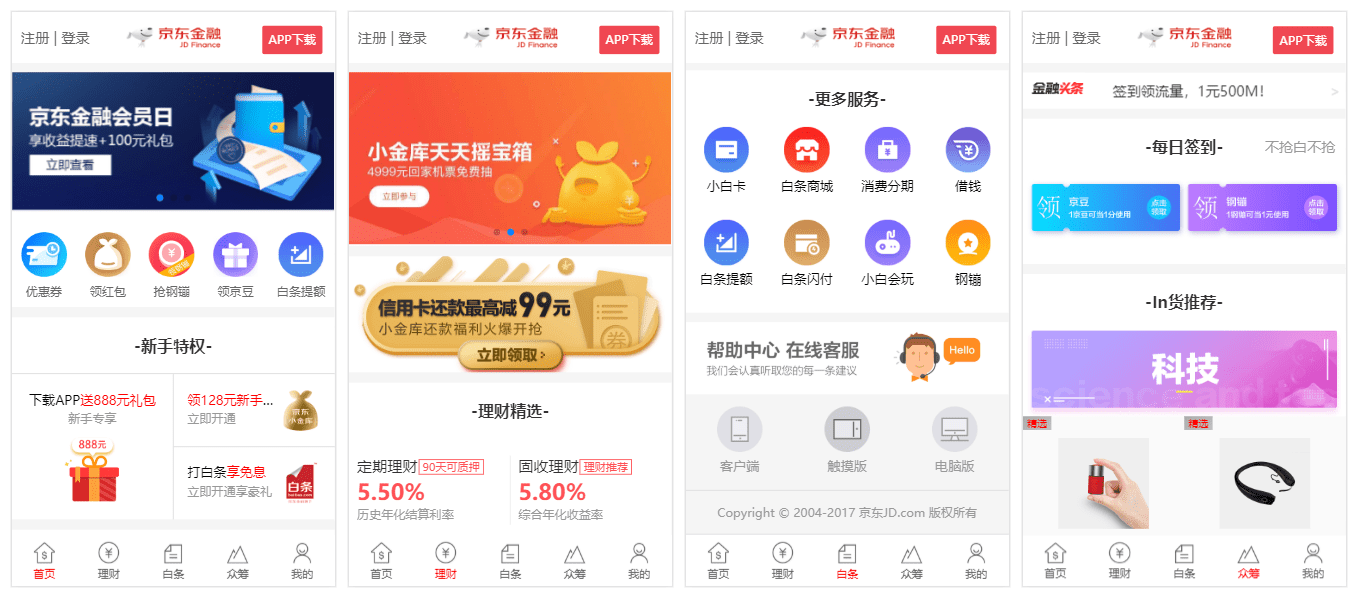 注册 | 登录
京东金融
JD Finance
APP下载
京东金融会员日
享收益提速+100元礼包
立即查看
优惠券
领红包
抢钢镚
领京豆
白条提额
-新手特权-
下载APP送888元礼包
新手专享
888元
领128元新手...
立即开通
京东
小金库
打白条享免息
立即开通享豪礼
白条
首页
理财
白条
众筹
我的
注册 | 登录
京东金融
JD Finance
APP下载
小金库天天摇宝箱
4999元回家机票免费抽
立即参与
信用卡还款最高减99元
小金库还款福利火爆开抢
券
立即领取›
-理财精选-
定期理财 90天可质押
5.50%
历史年化结算利率
固收理财 理财推荐
5.80%
综合年化收益率
首页
理财
白条
众筹
我的
注册 | 登录
京东金融
JD Finance
APP下载
-更多服务-
小白卡
白条商城
消费分期
借钱
白条提额
白条闪付
小白会玩
钢镚
帮助中心 在线客服
我们会认真听取您的每一条建议
Hello
客户端
触摸版
电脑版
Copyright © 2004-2017 京东JD.com 版权所有
首页
理财
白条
众筹
我的
注册 | 登录
京东金融
JD Finance
APP下载
金融头条
签到领流量，1元500M！
>
-每日签到-
不抢白不抢
领
京豆
1京豆可当1分使用
点击
领取
领
钢镚
1钢镚可当1元使用
点击
领取
-In货推荐-
科技
science and
精选
精选
首页
理财
白条
众筹
我的